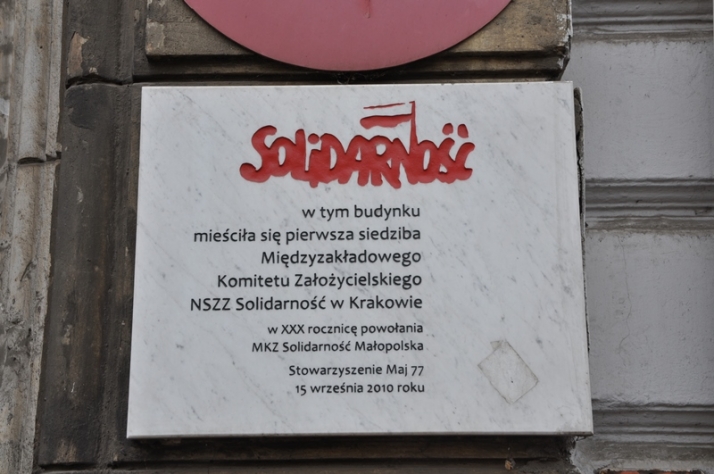 SOLiDARNOŚĆ
w tym budynku
mieściła się pierwsza siedziba
Międzyzakładowego
Komitetu Założycielskiego
NSZZ Solidarność w Krakowie
w XXX rocznicę powołania
MKZ Solidarność Małopolska
Stowarzyszenie Maj 77
15 września 2010 roku